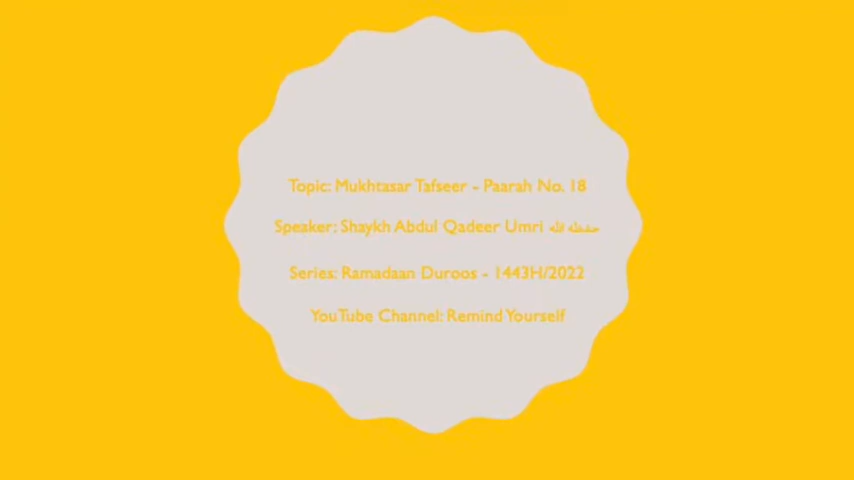 Topic: Mukhtasar Tafseer - Paarah No. 18
Speaker: Shaykh Abdul Qadeer Umri حفظه الله
Series: Ramadaan Duroos - 1443H/2022
YouTube Channel: Remind Yourself